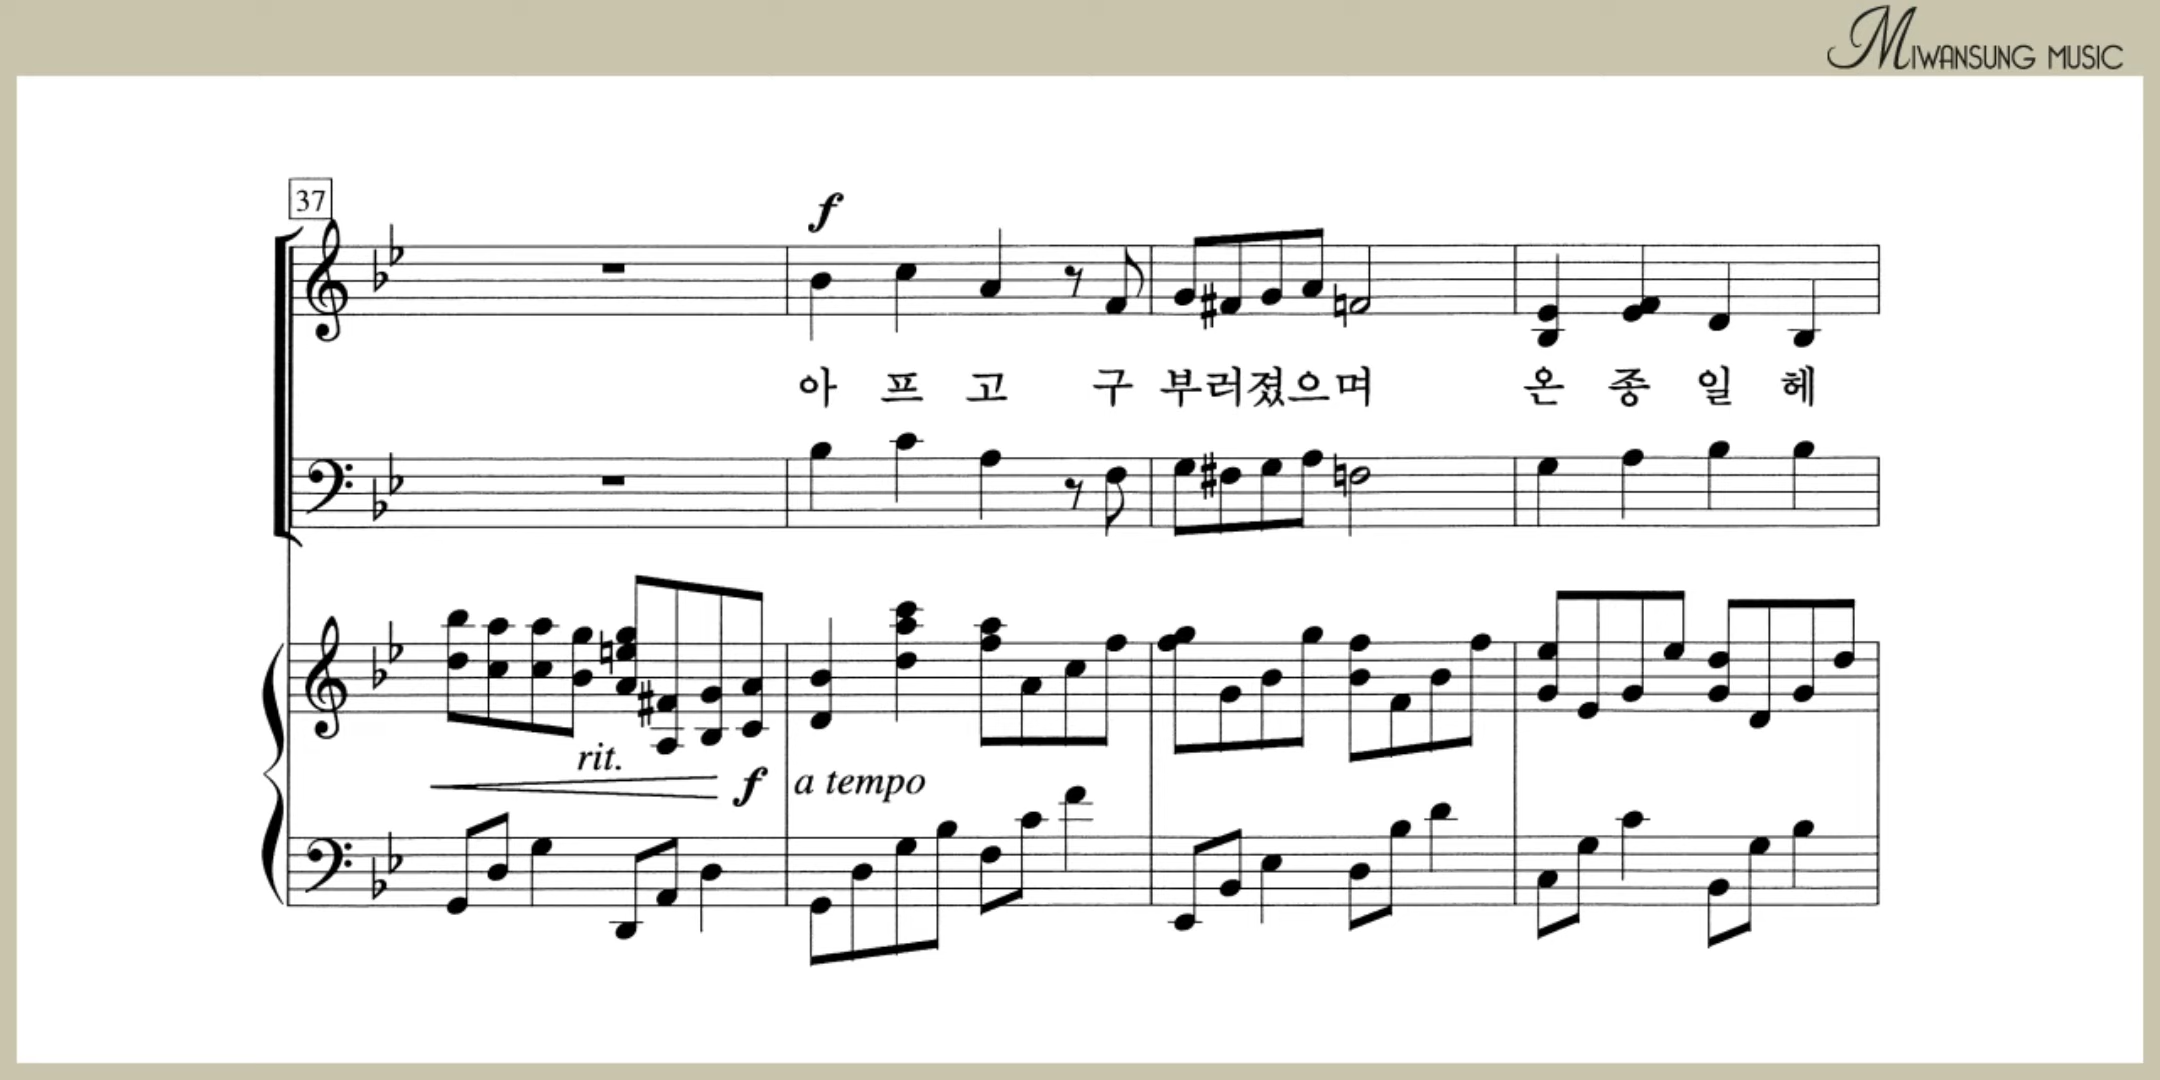 MIWANSUNG MUSIC
37
f
아 프 고 구 부러졌으며 온 종 일 헤
rit.
f a tempo